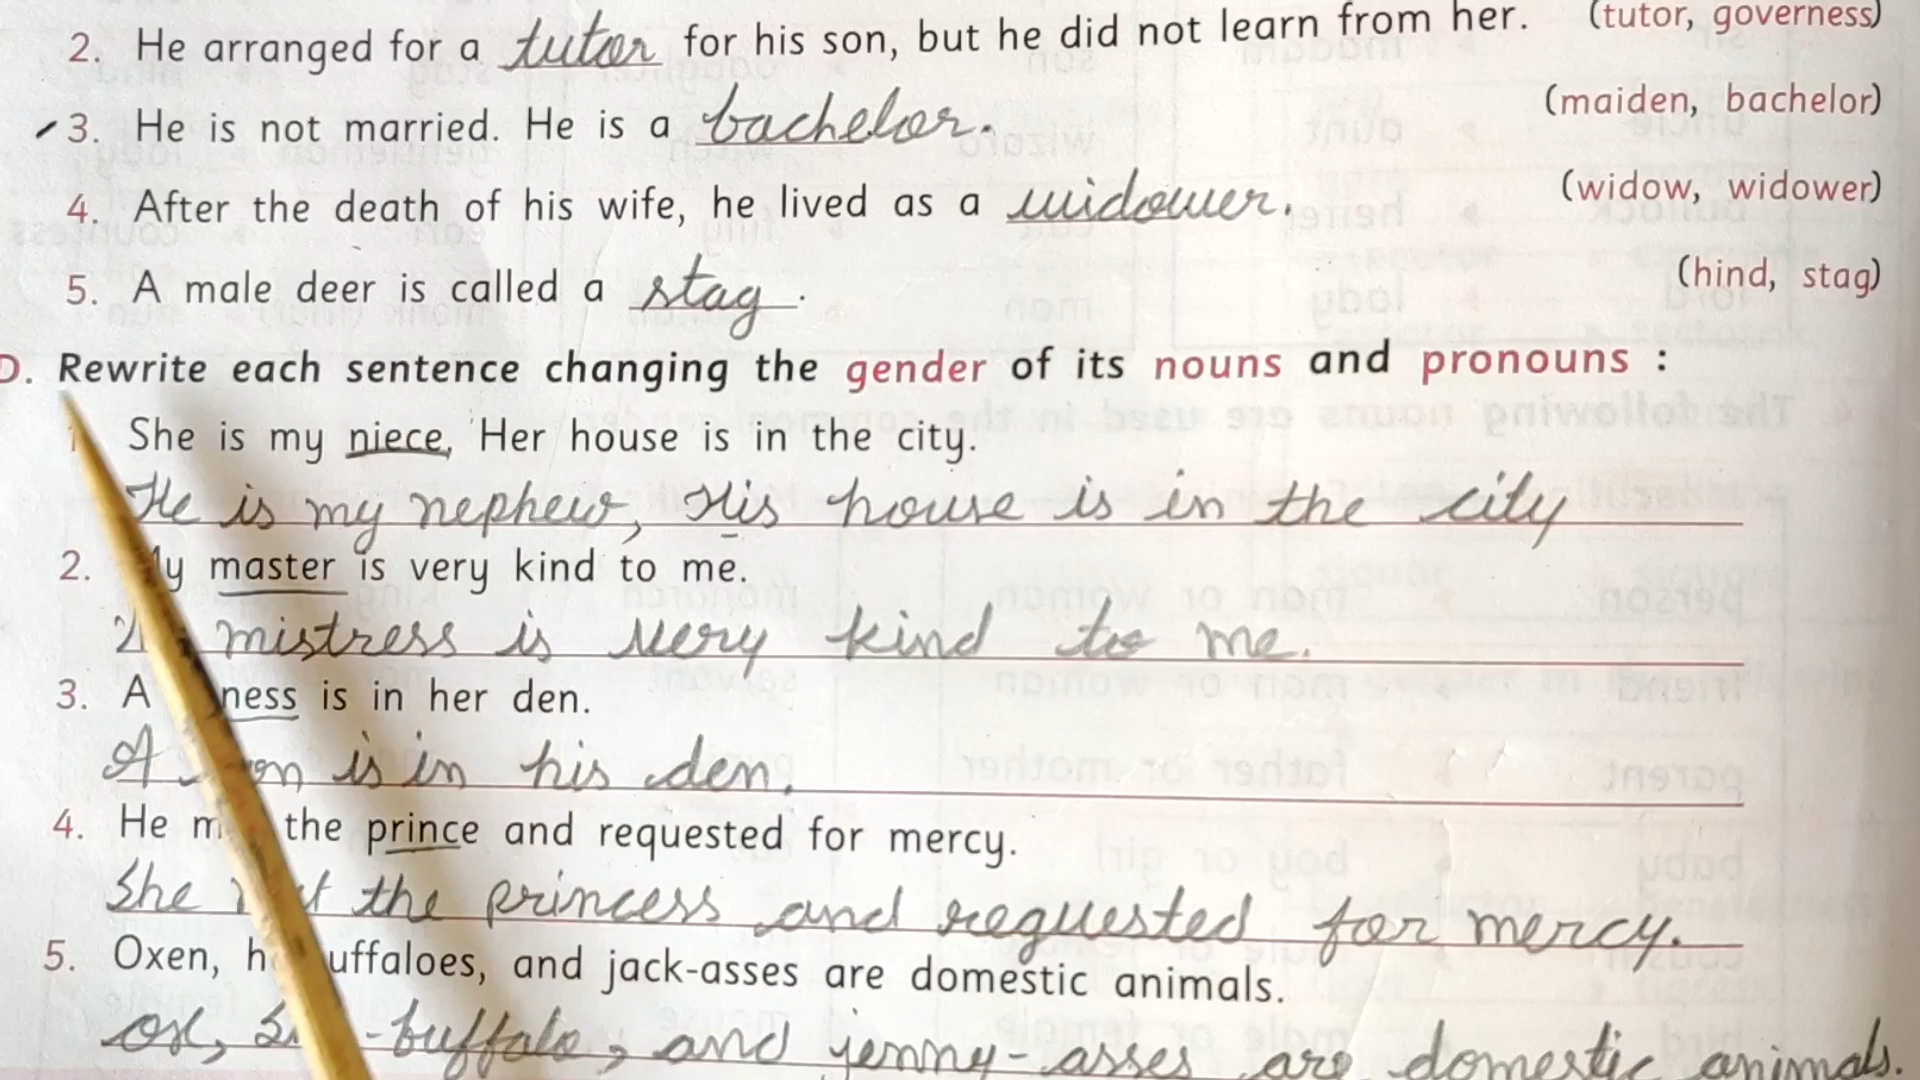 2. He arranged for a tutor for his son, but he did not learn from her. (tutor, governess)
3. He is not married. He is a bachelor. (maiden, bachelor)
4. After the death of his wife, he lived as a widower. (widow, widower)
5. A male deer is called a stag. (hind, stag)
D. Rewrite each sentence changing the gender of its nouns and pronouns :
She is my niece, Her house is in the city.
He is my nephew, His house is in the city
2. master is very kind to me.
mistress is very kind to me.
3. A is in her den.
A is in his den.
4. He the prince and requested for mercy.
She the princess and requested for mercy.
5. Oxen, and jack-asses are domestic animals.
ox, -buffalo, and jenny-asses are domestic animals.